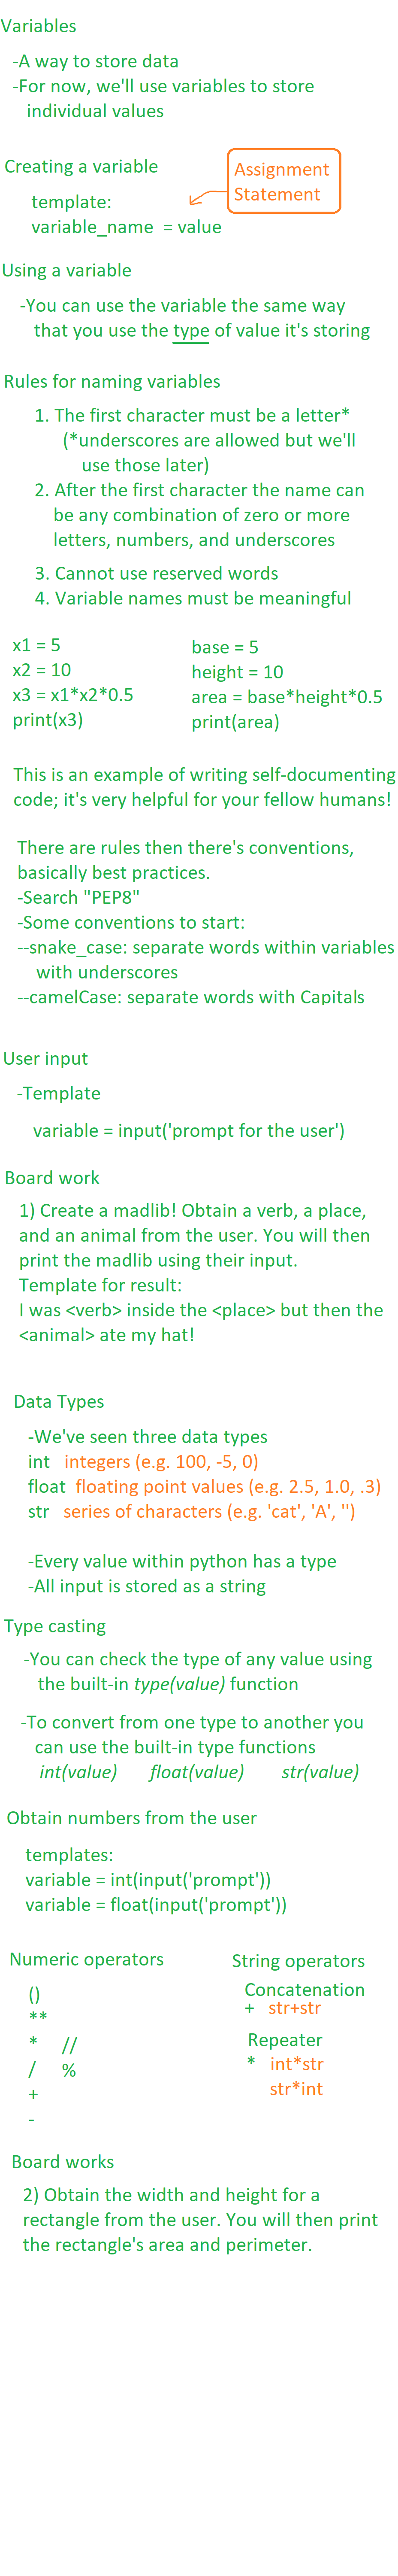 Variables
-A way to store data
-For now, we'll use variables to store
individual values
Creating a variable
Assignment
Statement
template:
variable_name = value
Using a variable
-You can use the variable the same way
that you use the type of value it's storing
Rules for naming variables
1. The first character must be a letter*
(*underscores are allowed but we'll
use those later)
2. After the first character the name can
be any combination of zero or more
letters, numbers, and underscores
3. Cannot use reserved words
4. Variable names must be meaningful
x1 = 5
x2 = 10
x3 = x1*x2*0.5
print(x3)
base = 5
height = 10
area = base*height*0.5
print(area)
This is an example of writing self-documenting
code; it's very helpful for your fellow humans!
There are rules then there's conventions,
basically best practices.
-Search "PEP8"
-Some conventions to start:
--snake_case: separate words within variables
with underscores
--camelCase: separate words with Capitals
User input
-Template
variable = input('prompt for the user')
Board work
1) Create a madlib! Obtain a verb, a place,
and an animal from the user. You will then
print the madlib using their input.
Template for result:
I was <verb> inside the <place> but then the
<animal> ate my hat!
Data Types
-We've seen three data types
int integers (e.g. 100, -5, 0)
float floating point values (e.g. 2.5, 1.0, .3)
str series of characters (e.g. 'cat', 'A', '')
-Every value within python has a type
-All input is stored as a string
Type casting
-You can check the type of any value using
the built-in type(value) function
-To convert from one type to another you
can use the built-in type functions
int(value) float(value) str(value)
Obtain numbers from the user
templates:
variable = int(input('prompt'))
variable = float(input('prompt'))
Numeric operators
()
**
* //
/ %
+
-
String operators
Concatenation
+ str+str
Repeater
* int*str
str*int
Board works
2) Obtain the width and height for a
rectangle from the user. You will then print
the rectangle's area and perimeter.